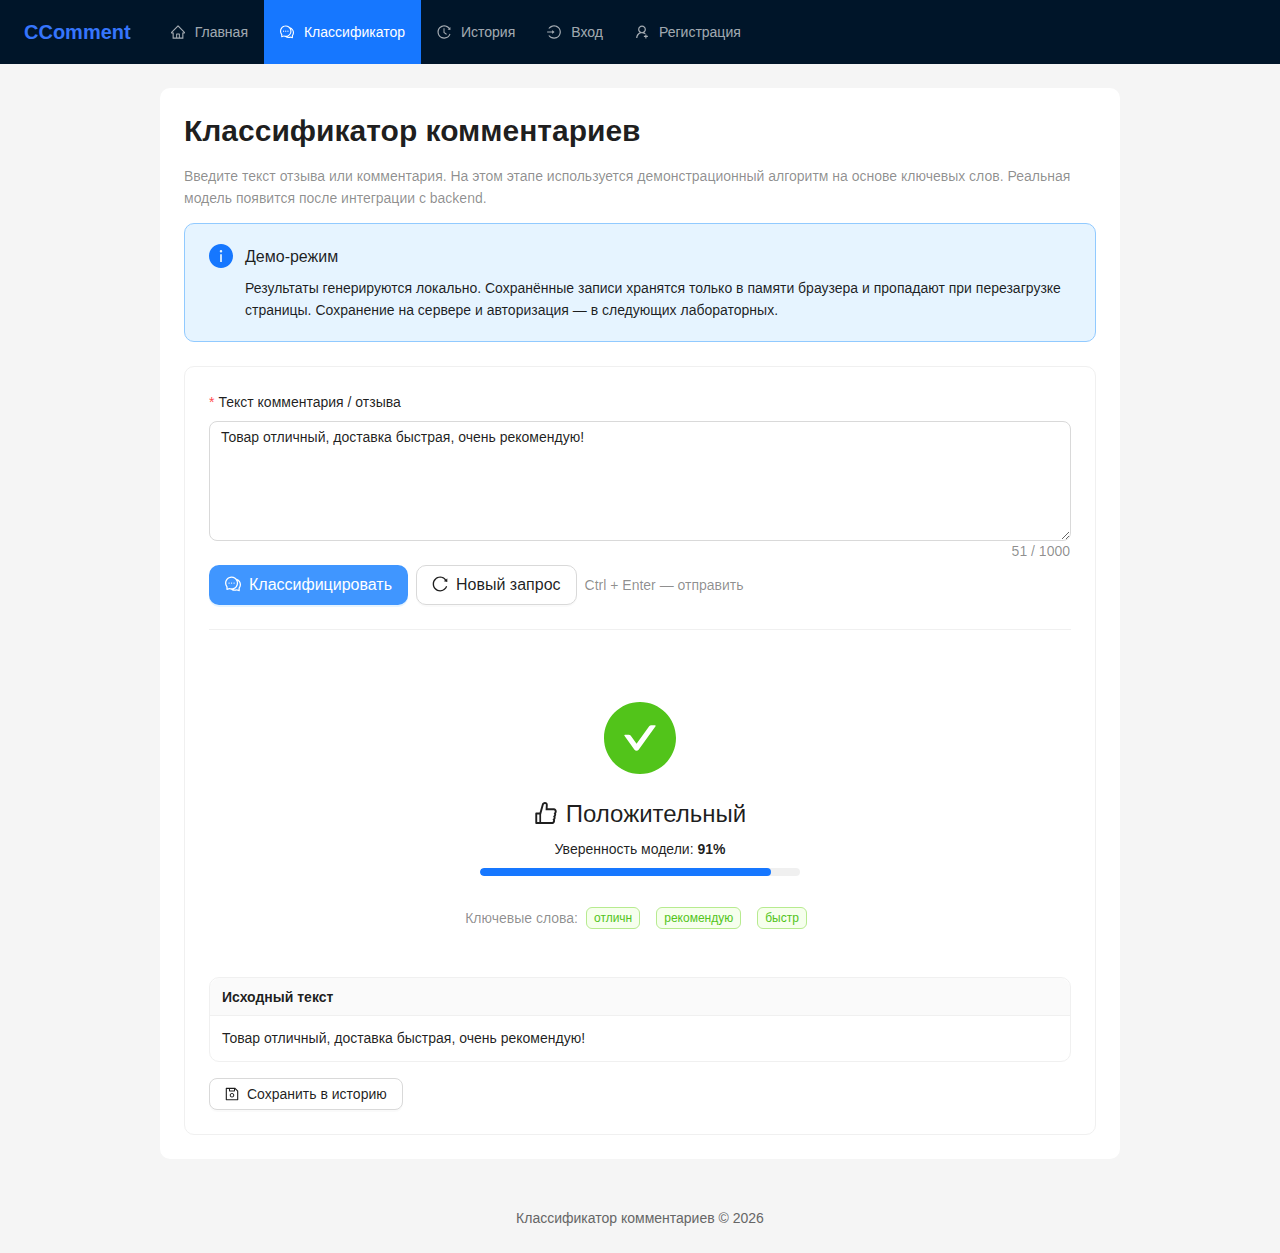 CComment
Главная
Классификатор
История
Вход
Регистрация
Классификатор комментариев
Введите текст отзыва или комментария. На этом этапе используется демонстрационный алгоритм на основе ключевых слов. Реальная
модель появится после интеграции с backend.
Демо-режим
Результаты генерируются локально. Сохранённые записи хранятся только в памяти браузера и пропадают при перезагрузке
страницы. Сохранение на сервере и авторизация — в следующих лабораторных.
* Текст комментария / отзыва
Товар отличный, доставка быстрая, очень рекомендую!
51 / 1000
Классифицировать
Новый запрос
Ctrl + Enter — отправить
Положительный
Уверенность модели: 91%
Ключевые слова: отличн рекомендую быстр
Исходный текст
Товар отличный, доставка быстрая, очень рекомендую!
Сохранить в историю
Классификатор комментариев © 2026